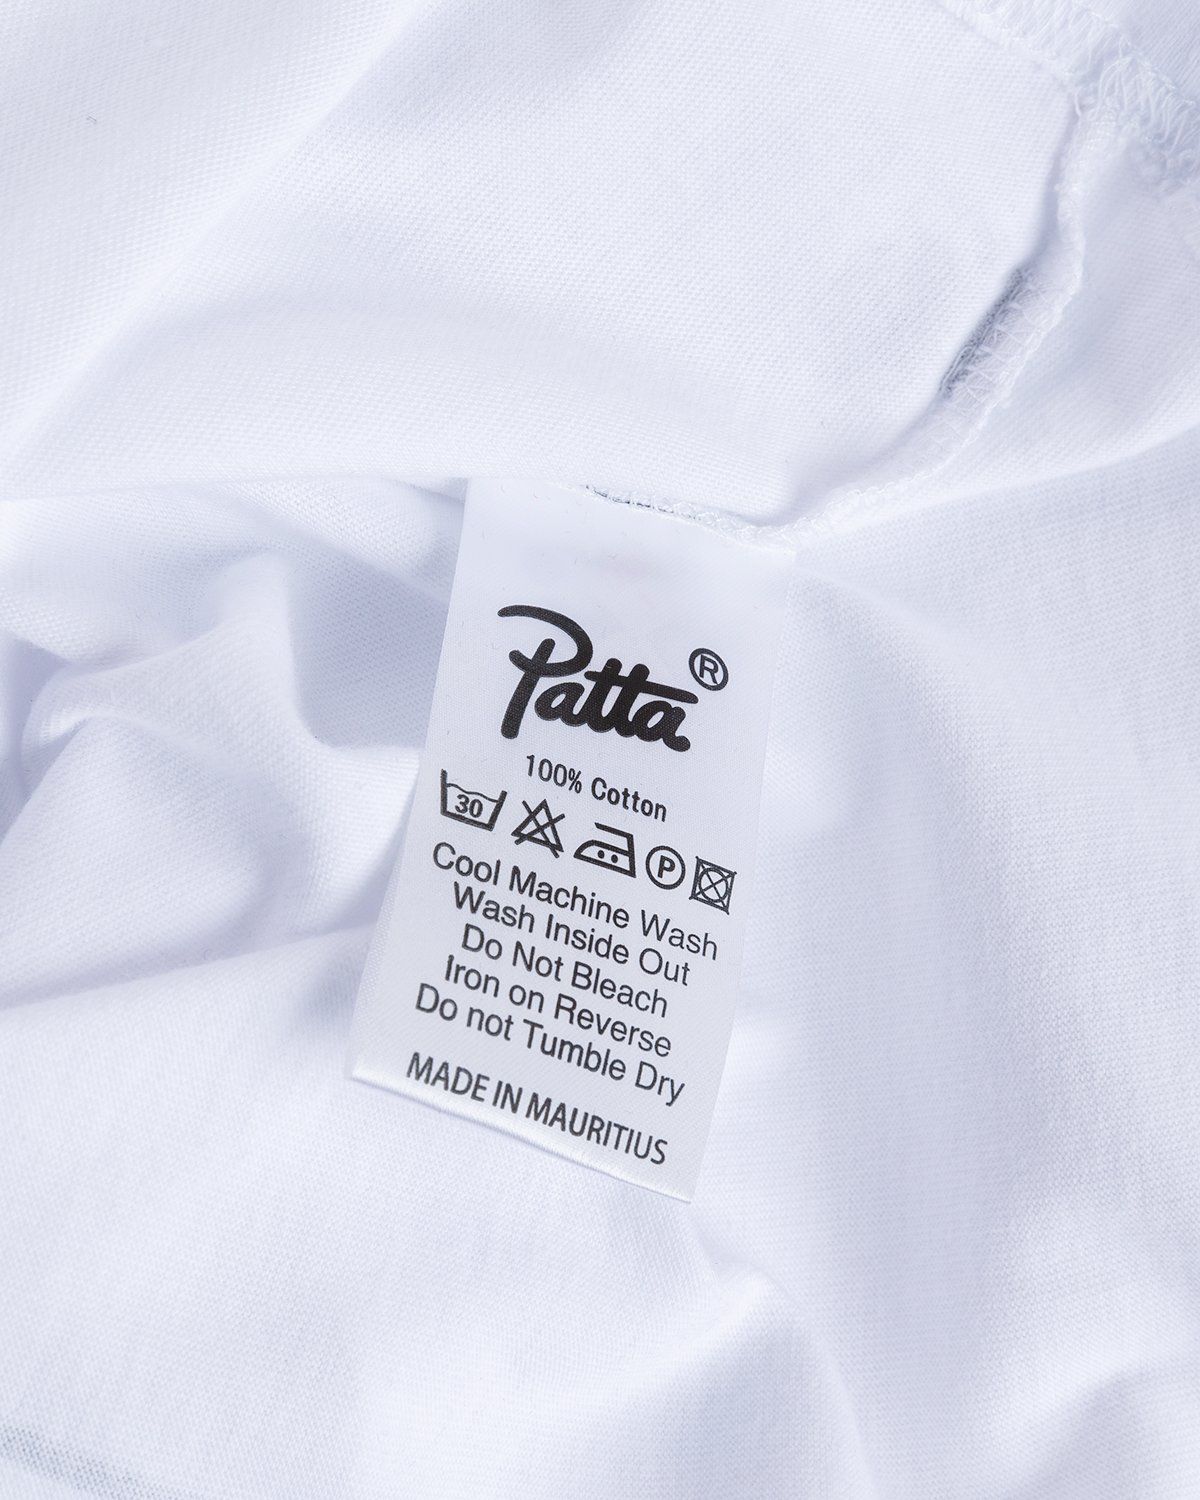 Patta®
100% Cotton
30 P
Cool Machine Wash
Wash Inside Out
Do Not Bleach
Iron on Reverse
Do not Tumble Dry
MADE IN MAURITIUS